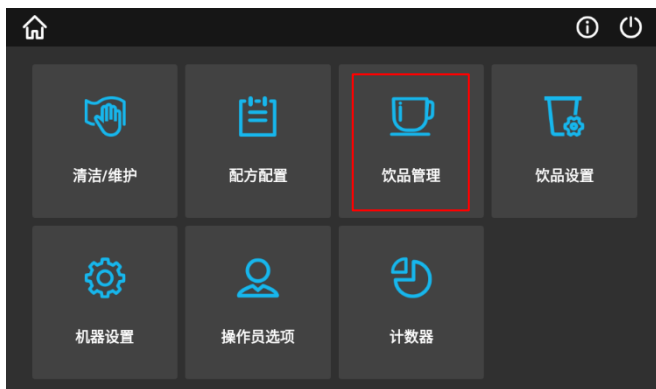 清洁/维护
配方配置
饮品管理
饮品设置
机器设置
操作员选项
计数器